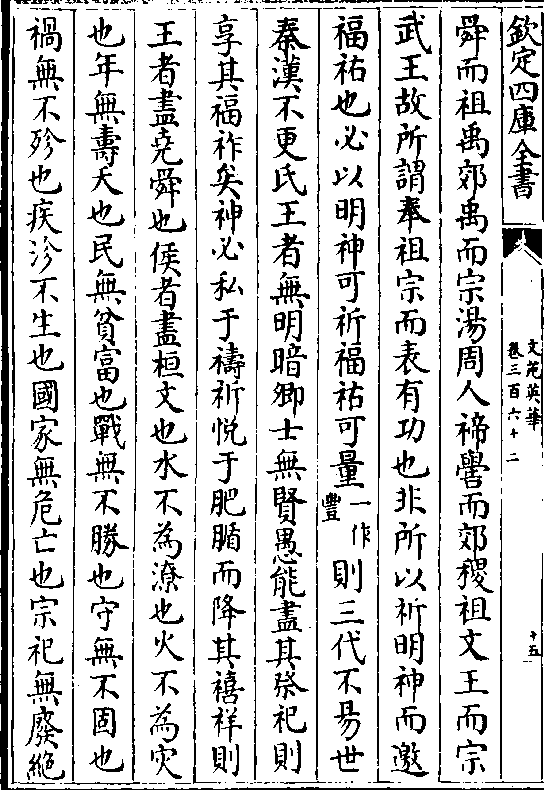 欽定四庫全書
文苑英華
卷三百六十二
十五
舜而祖禹郊禹而宗湯周人禘嚳而郊稷祖文王而宗
武王故所謂奉祖宗而表有功也非所以祈明神而邀
福祐也必以明神可祈福祐可量一作豐則三代不易世
秦漢不更氏王者無明暗卿士無賢愚能盡其祭祀則
享其福祚矣神必私于禱祈悅于肥腯而降其禧祥則
王者盡堯舜也侯者盡桓文也水不為潦也火不為灾
也年無壽夭也民無貧富也戰無不勝也守無不固也
禍無不殄也疾沴不生也國家無危亡也宗祀無廢絶